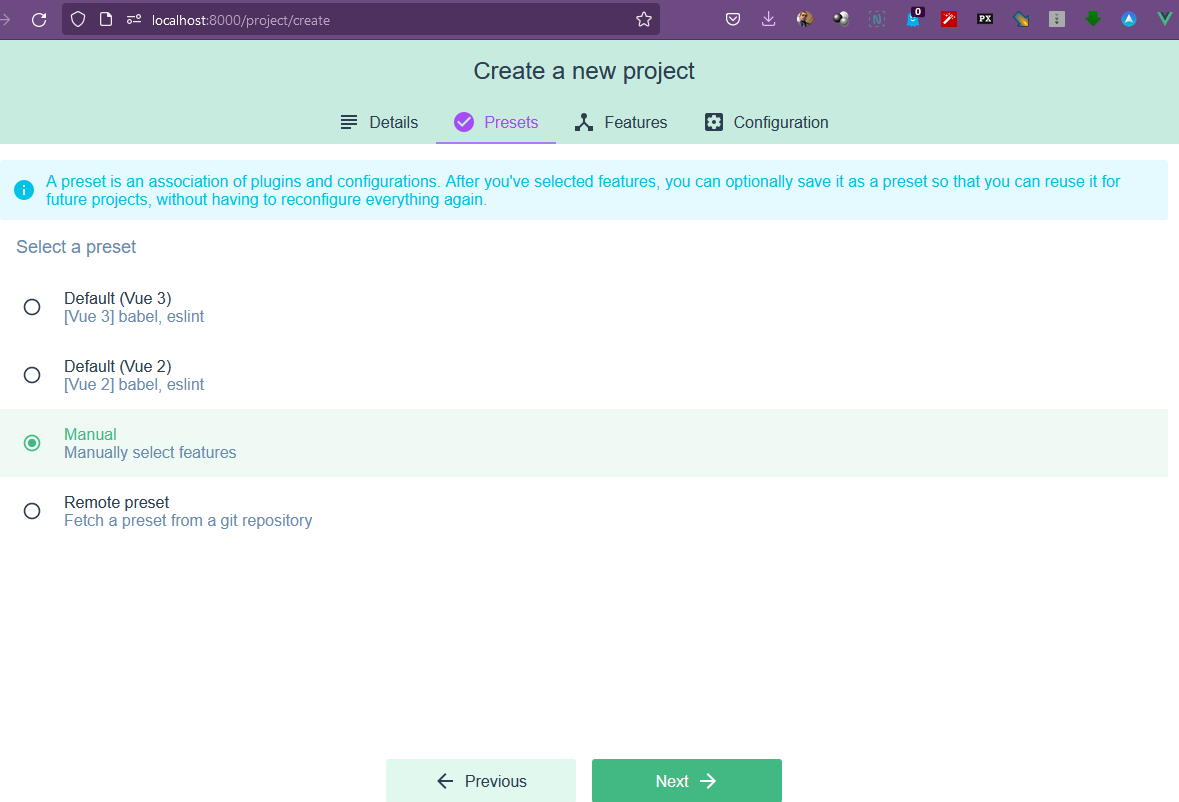 localhost:8000/project/create
0
PX
Create a new project
Details Presets Features Configuration
A preset is an association of plugins and configurations. After you've selected features, you can optionally save it as a preset so that you can reuse it for
future projects, without having to reconfigure everything again.
Select a preset
Default (Vue 3)
[Vue 3] babel, eslint
Default (Vue 2)
[Vue 2] babel, eslint
Manual
Manually select features
Remote preset
Fetch a preset from a git repository
Previous Next